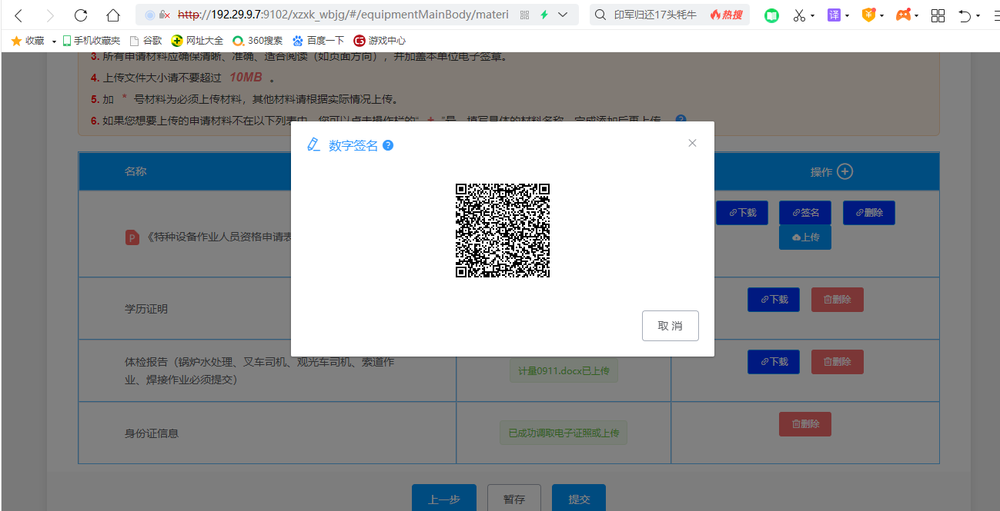 http://192.29.9.7:9102/xzxk_wbjg/#/equipmentMainBody/materi
印军归还17头牦牛 热搜
译
收藏 手机收藏夹 谷歌 网址大全 360搜索 百度一下 游戏中心
3. 所有申请材料应确保清晰、准确、适合阅读（如页面方向），并加盖本单位电子签章。
4. 上传文件大小请不要超过 10MB 。
5. 加 * 号材料为必须上传材料，其他材料请根据实际情况上传。
6. 如果您想要上传的申请材料不在以下列表中，您可以点击操作栏的“ + ”号，填写具体的材料名称，完成添加后再上传。 ?
数字签名 ?
取 消
名称 操作
P 《特种设备作业人员资格申请表
下载 签名 删除
上传
学历证明 下载 删除
体检报告（锅炉水处理、叉车司机、观光车司机、索道作
业、焊接作业必须提交）
计量0911.docx已上传
下载 删除
身份证信息 已成功调取电子证照或上传 删除
上一步 暂存 提交